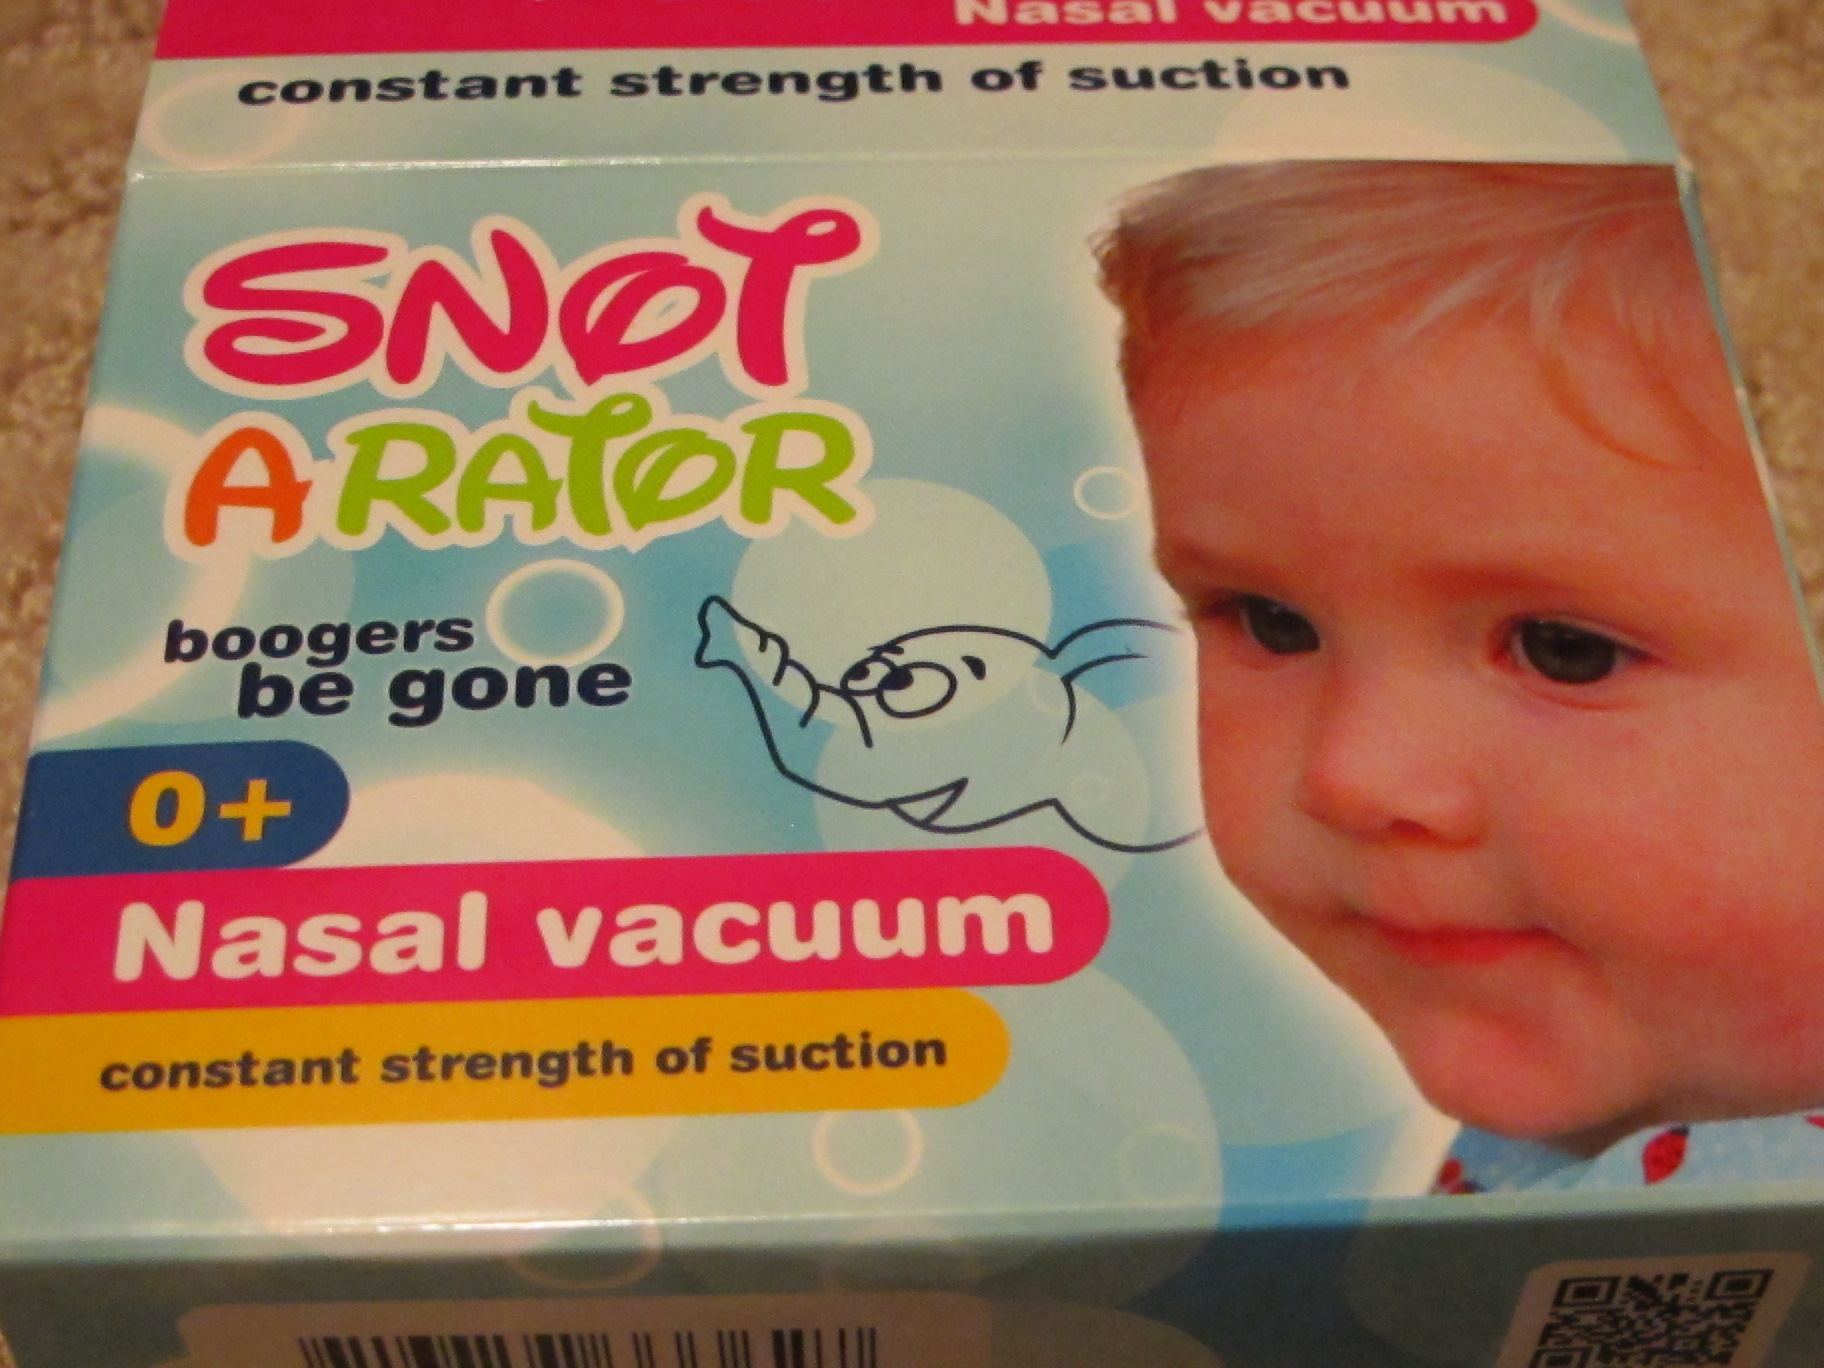 Nasal vacuum
constant strength of suction
SNOT
A RATOR
boogers
be gone
0+
Nasal vacuum
constant strength of suction